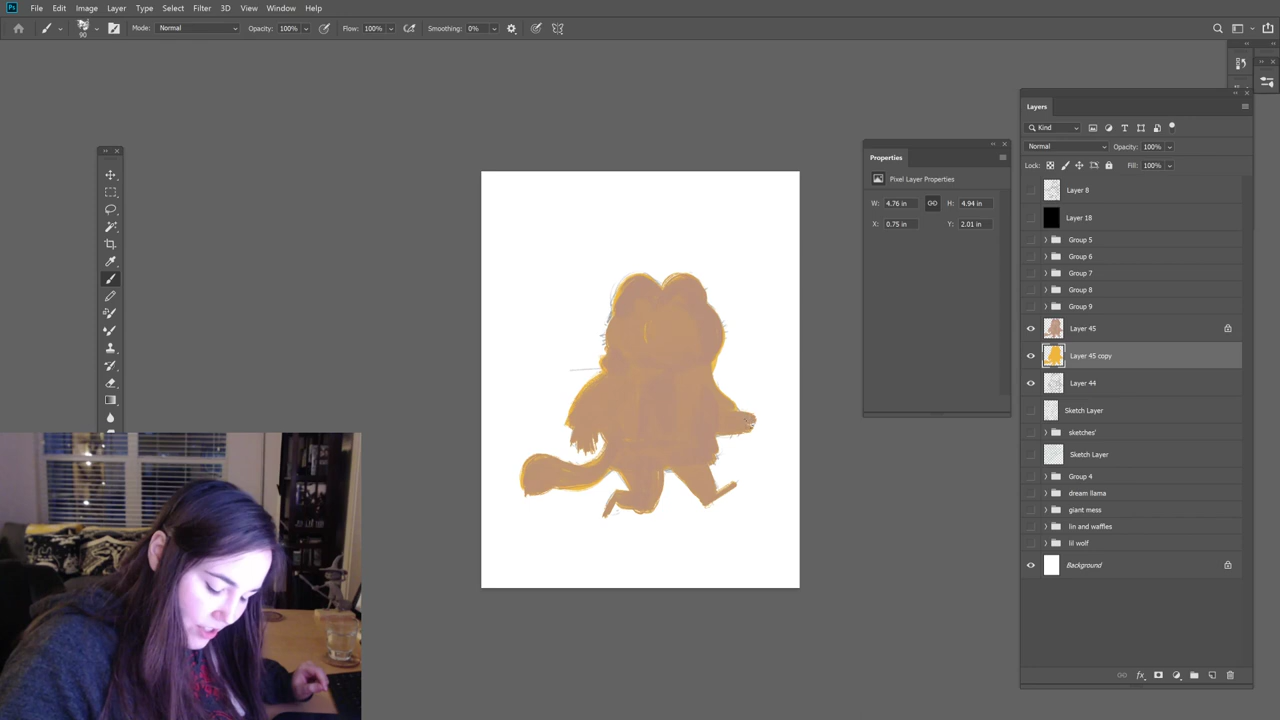 Ps File Edit Image Layer Type Select Filter 3D View Window Help
90 Mode: Normal Opacity: 100% Flow: 100% Smoothing: 0%
Layers
Kind
Normal Opacity: 100%
Lock: Fill: 100%
Layer 8
Layer 18
Group 5
Group 6
Group 7
Group 8
Group 9
Layer 45
Layer 45 copy
Layer 44
Sketch Layer
sketches'
Sketch Layer
Group 4
dream llama
giant mess
lin and waffles
lil wolf
Background
fx
Properties
Pixel Layer Properties
W: 4.76 in H: 4.94 in
X: 0.75 in Y: 2.01 in